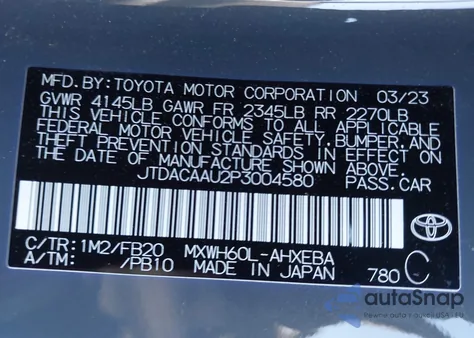 MFD. BY: TOYOTA MOTOR CORPORATION 03/23
GVWR 4145LB GAWR FR 2345LB RR 2270LB
THIS VEHICLE CONFORMS TO ALL APPLICABLE
FEDERAL MOTOR VEHICLE SAFETY, BUMPER, AND
THEFT PREVENTION STANDARDS IN EFFECT ON
THE DATE OF MANUFACTURE SHOWN ABOVE.
JTDACAAU2P3004580 PASS. CAR
C/TR: 1M2/FB20 MXWH60L-AHXEBA
A/TM: /PB10 MADE IN JAPAN 780 C
TOYOTA
autoSnap